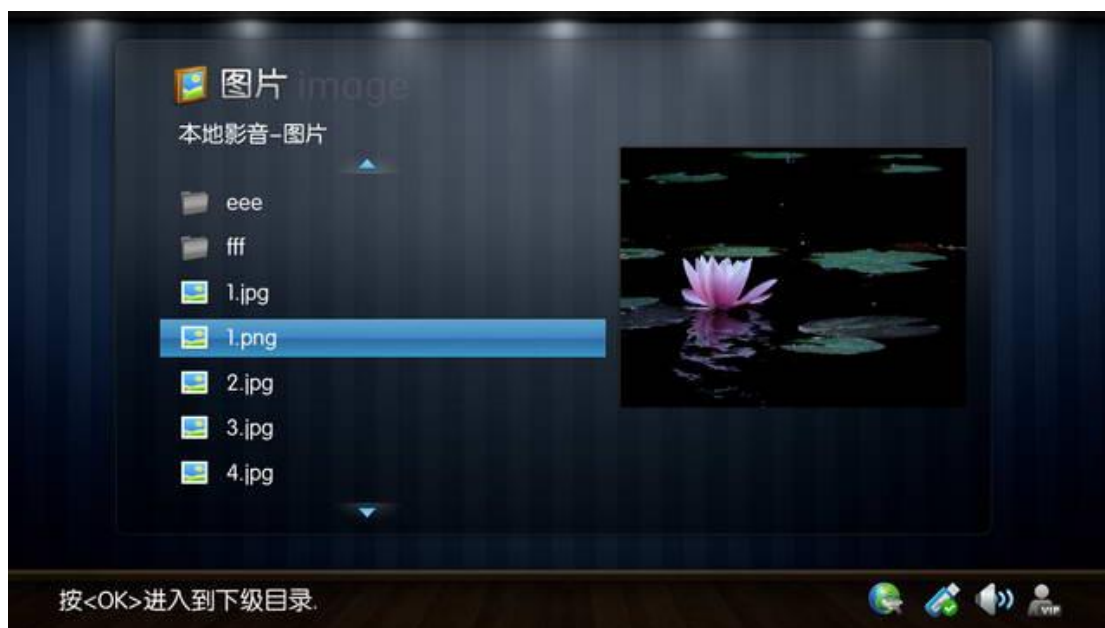 图片 image
本地影音-图片
eee
fff
1.jpg
1.png
2.jpg
3.jpg
4.jpg
按<OK>进入到下级目录.
VIP